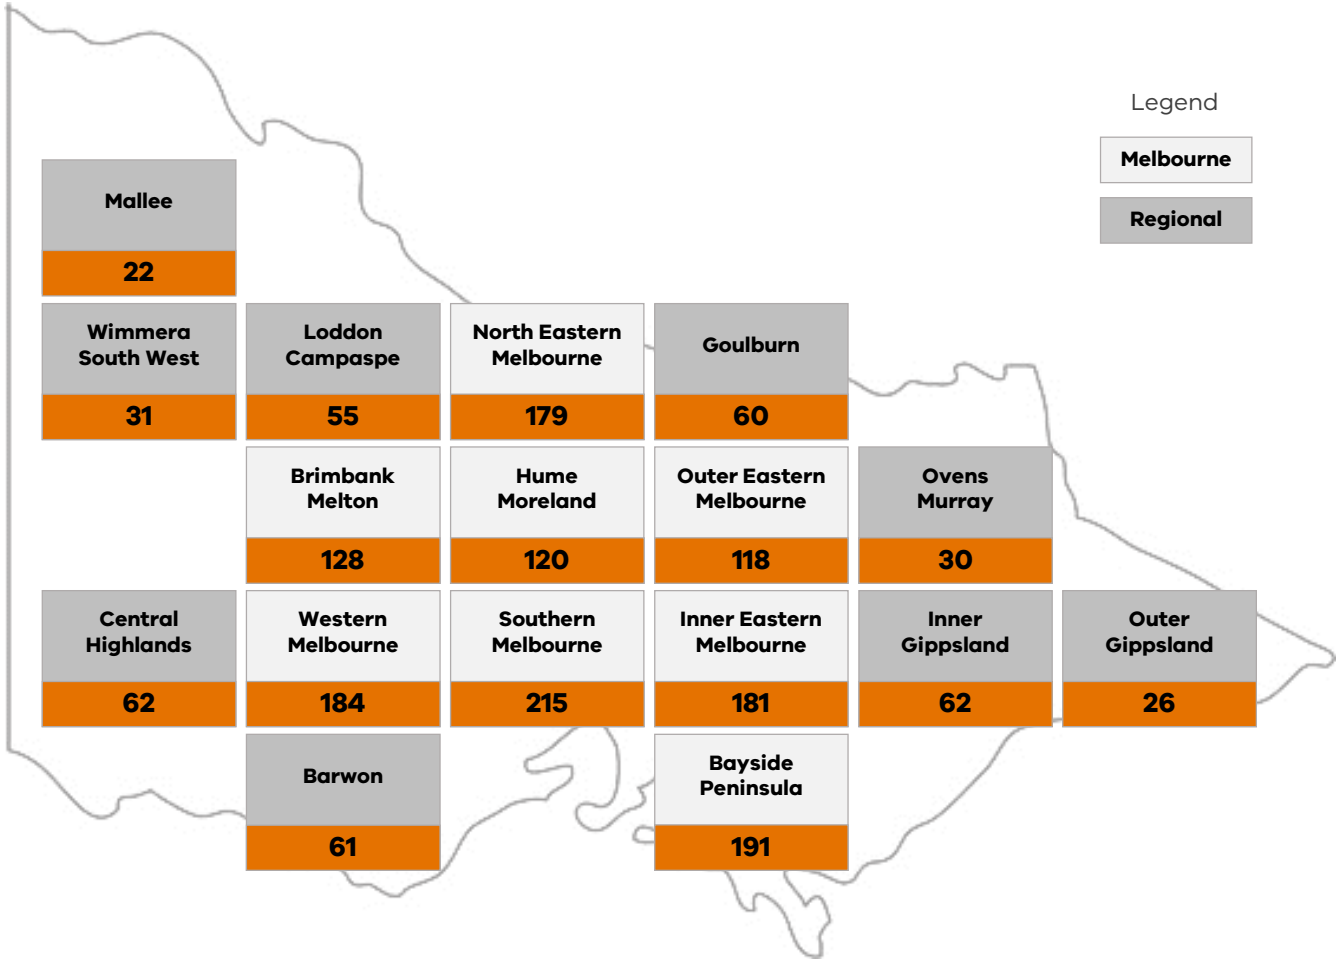 Legend
Melbourne
Regional
Mallee
22
Wimmera
South West
31
Loddon
Campaspe
55
North Eastern
Melbourne
179
Goulburn
60
Brimbank
Melton
128
Hume
Moreland
120
Outer Eastern
Melbourne
118
Ovens
Murray
30
Central
Highlands
62
Western
Melbourne
184
Southern
Melbourne
215
Inner Eastern
Melbourne
181
Inner
Gippsland
62
Outer
Gippsland
26
Barwon
61
Bayside
Peninsula
191